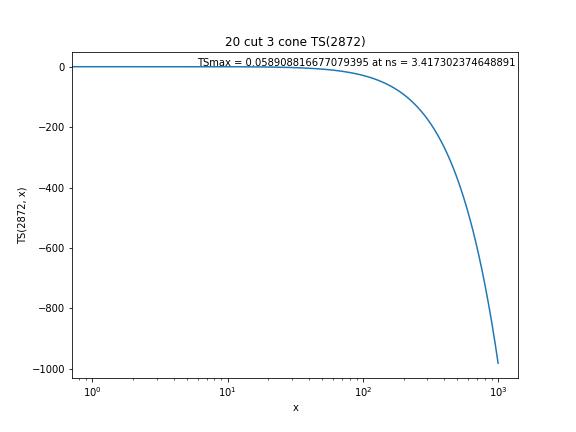 20 cut 3 cone TS(2872)
TSmax = 0.058908816677079395 at ns = 3.417302374648891
0
−200
−400
−600
−800
−1000
TS(2872, x)
10⁰
10¹
10²
10³
x